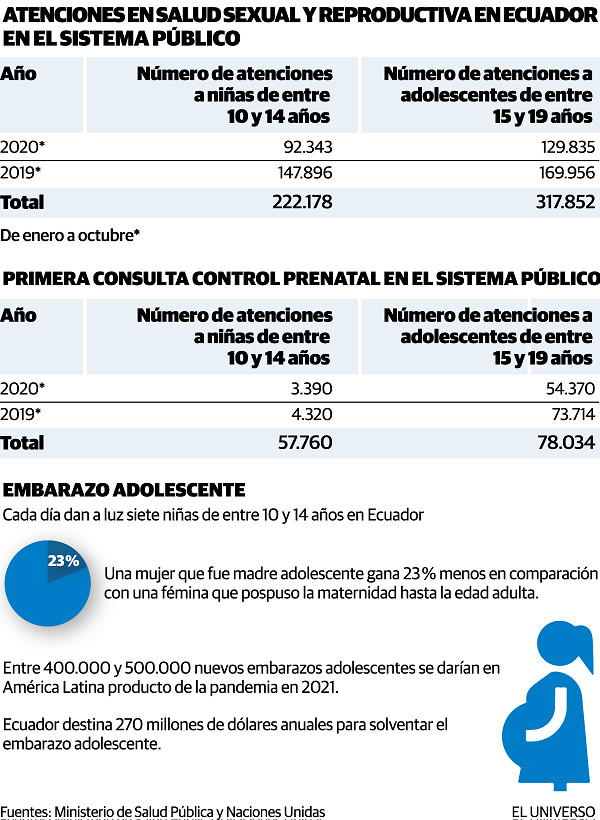 ATENCIONES EN SALUD SEXUAL Y REPRODUCTIVA EN ECUADOR
EN EL SISTEMA PÚBLICO
Año Número de atenciones a niñas de entre 10 y 14 años Número de atenciones a adolescentes de entre 15 y 19 años
2020* 92.343 129.835
2019* 147.896 169.956
Total 222.178 317.852
De enero a octubre*
PRIMERA CONSULTA CONTROL PRENATAL EN EL SISTEMA PÚBLICO
Año Número de atenciones a niñas de entre 10 y 14 años Número de atenciones a adolescentes de entre 15 y 19 años
2020* 3.390 54.370
2019* 4.320 73.714
Total 57.760 78.034
EMBARAZO ADOLESCENTE
Cada día dan a luz siete niñas de entre 10 y 14 años en Ecuador
23%
Una mujer que fue madre adolescente gana 23% menos en comparación
con una fémina que pospuso la maternidad hasta la edad adulta.
Entre 400.000 y 500.000 nuevos embarazos adolescentes se darían en
América Latina producto de la pandemia en 2021.
Ecuador destina 270 millones de dólares anuales para solventar el
embarazo adolescente.
Fuentes: Ministerio de Salud Pública y Naciones Unidas
EL UNIVERSO